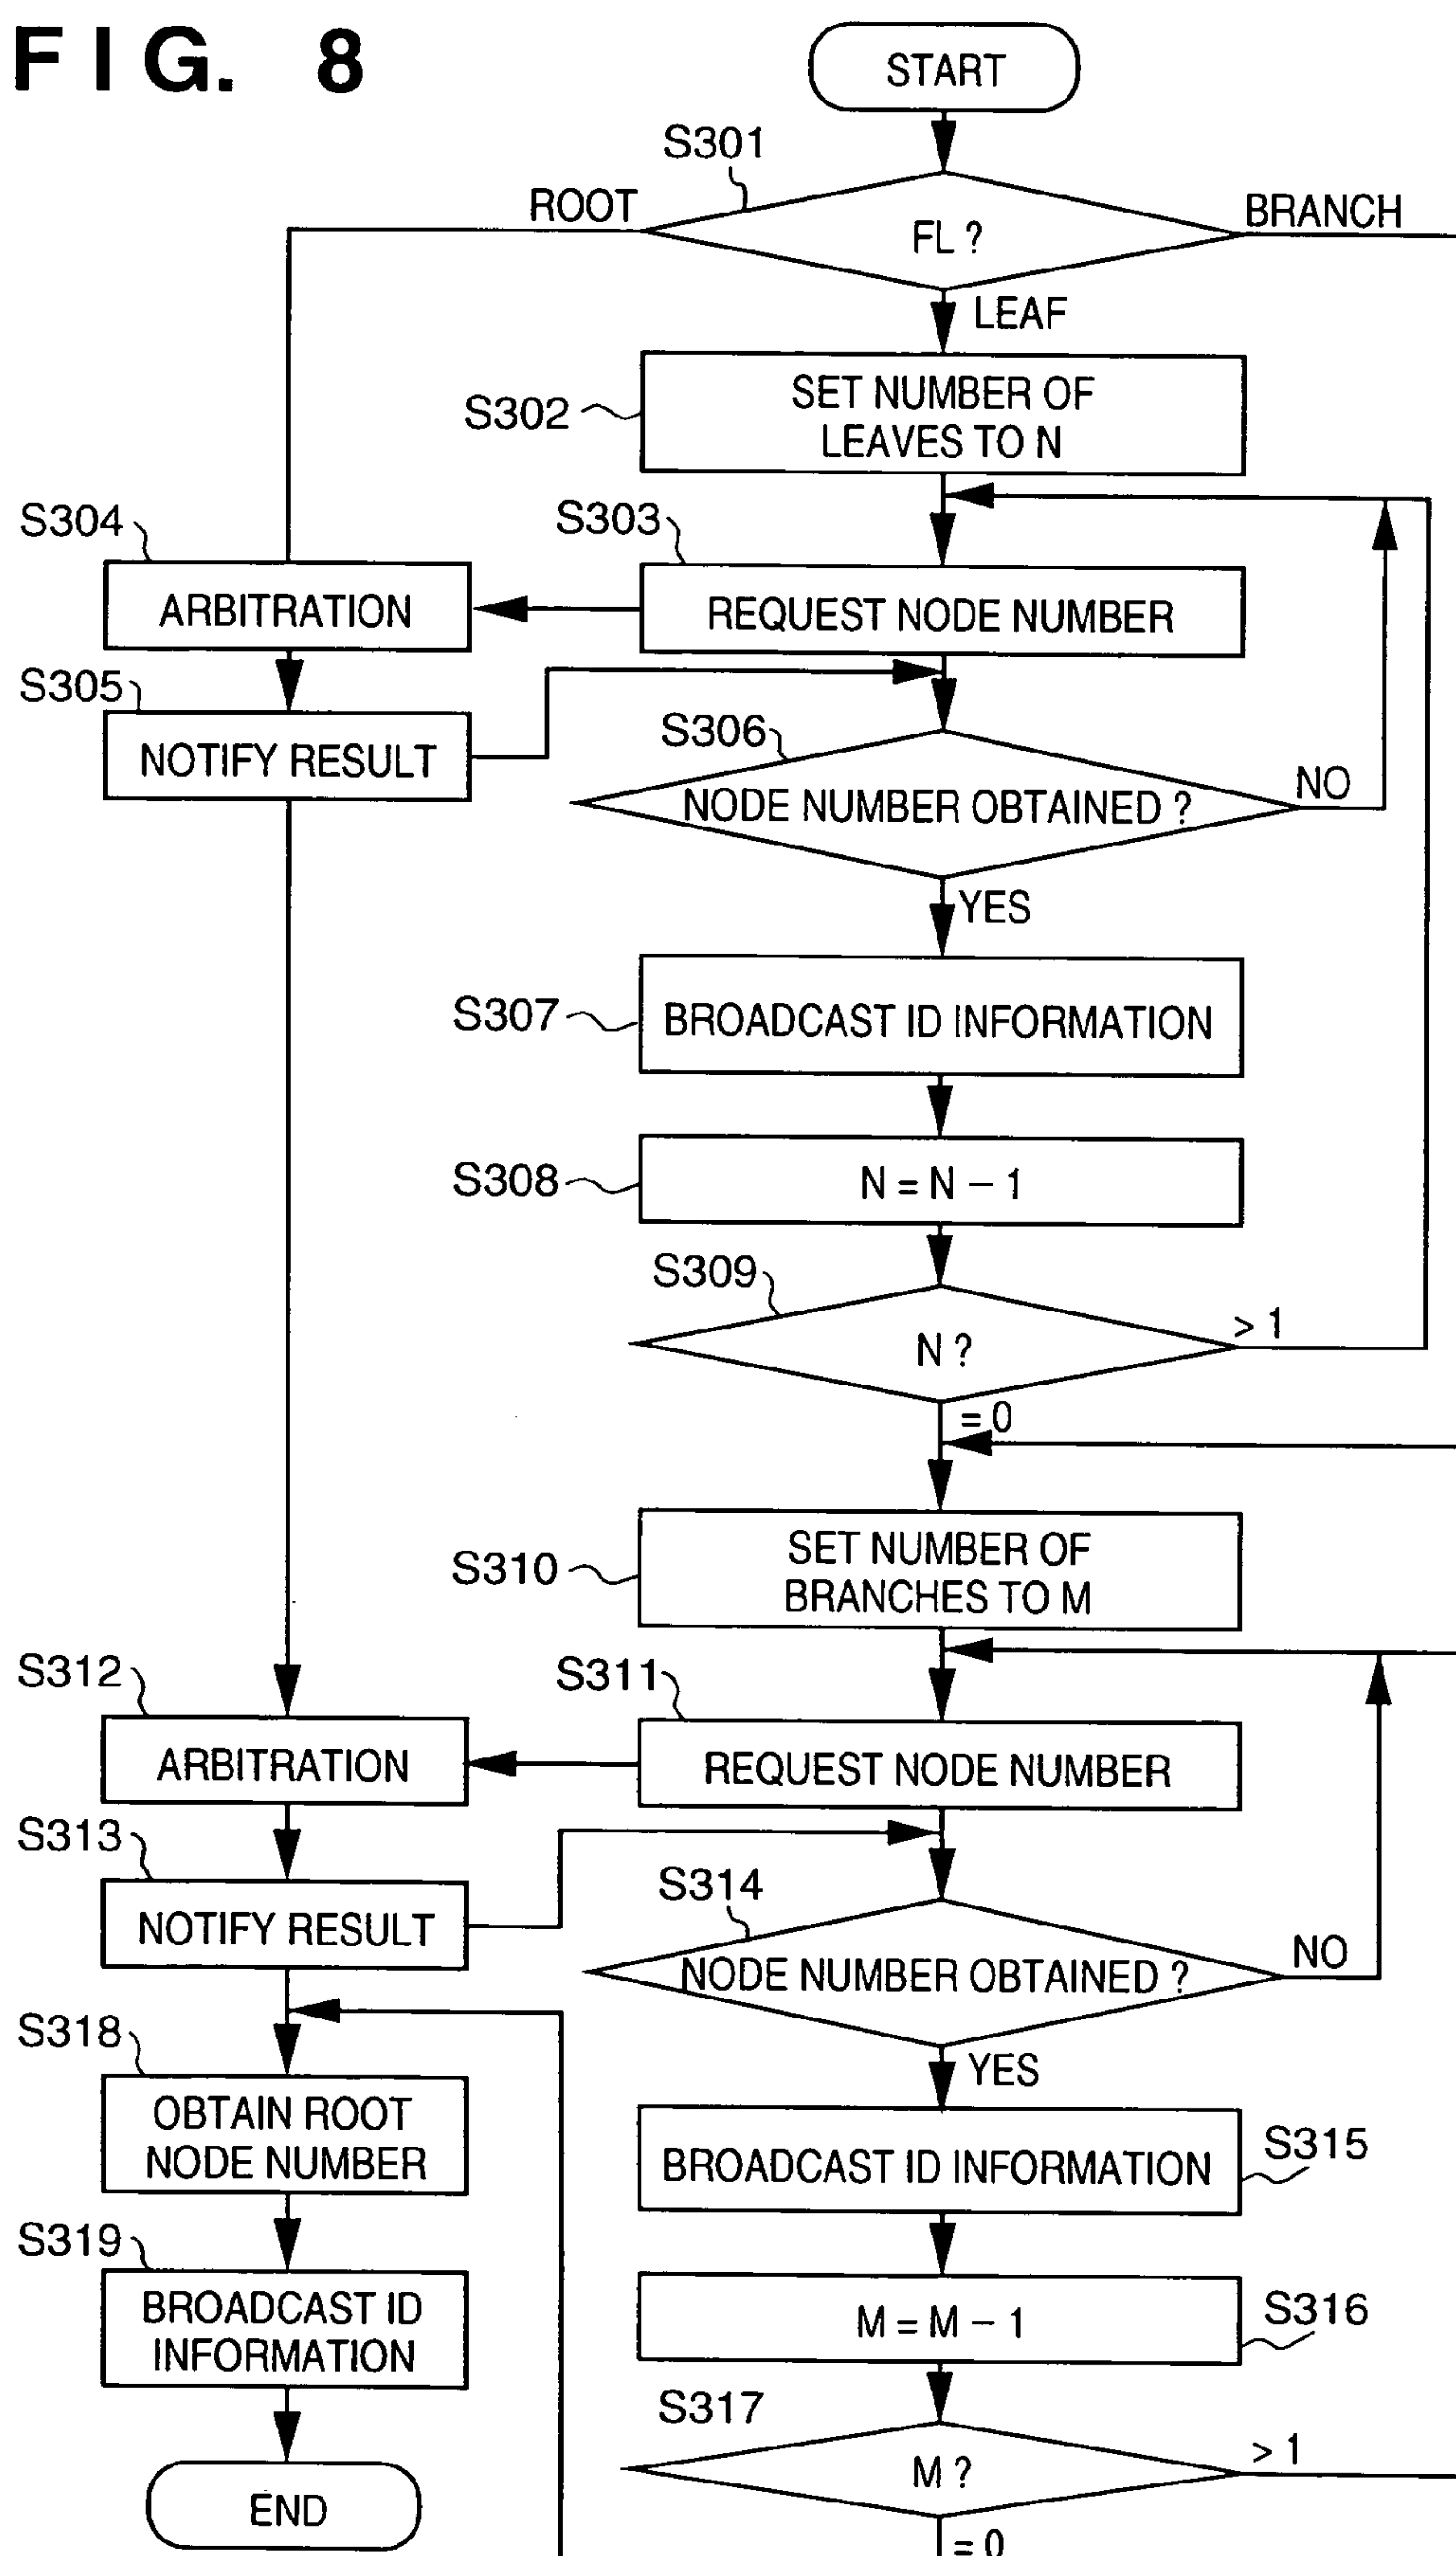 FIG. 8
START
S301
ROOT
BRANCH
FL ?
LEAF
S302
SET NUMBER OF
LEAVES TO N
S304
S303
ARBITRATION
REQUEST NODE NUMBER
S305
NOTIFY RESULT
S306
NODE NUMBER OBTAINED ?
NO
YES
S307
BROADCAST ID INFORMATION
S308
N = N – 1
S309
N ?
> 1
= 0
S310
SET NUMBER OF
BRANCHES TO M
S312
S311
ARBITRATION
REQUEST NODE NUMBER
S313
NOTIFY RESULT
S314
NODE NUMBER OBTAINED ?
NO
YES
S318
OBTAIN ROOT
NODE NUMBER
BROADCAST ID INFORMATION
S315
S319
BROADCAST ID
INFORMATION
M = M – 1
S316
S317
M ?
> 1
END
= 0